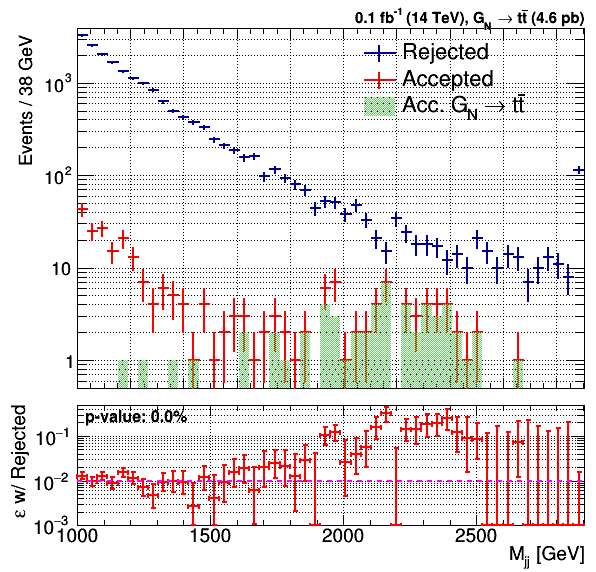 0.1 fb⁻¹ (14 TeV), G_N → tt̄ (4.6 pb)
Events / 38 GeV
10³
10²
10
1
Rejected
Accepted
Acc. G_N → tt̄
ε w/ Rejected
p-value: 0.0%
10⁻¹
10⁻²
10⁻³
1000 1500 2000 2500
M_jj [GeV]